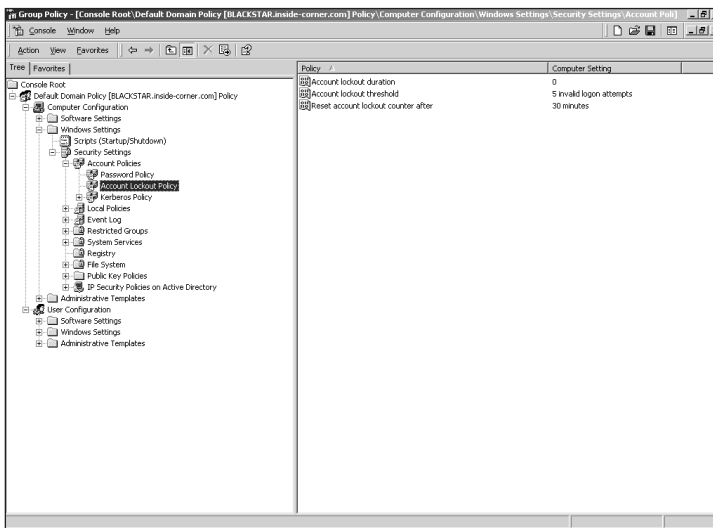 Group Policy - [Console Root\Default Domain Policy [BLACKSTAR.inside-corner.com] Policy\Computer Configuration\Windows Settings\Security Settings\Account Poli]
Console Window Help
Action View Favorites
Tree Favorites
Console Root
Default Domain Policy [BLACKSTAR.inside-corner.com] Policy
Computer Configuration
Software Settings
Windows Settings
Scripts (Startup/Shutdown)
Security Settings
Account Policies
Password Policy
Account Lockout Policy
Kerberos Policy
Local Policies
Event Log
Restricted Groups
System Services
Registry
File System
Public Key Policies
IP Security Policies on Active Directory
Administrative Templates
User Configuration
Software Settings
Windows Settings
Administrative Templates
Policy Computer Setting
Account lockout duration 0
Account lockout threshold 5 invalid logon attempts
Reset account lockout counter after 30 minutes